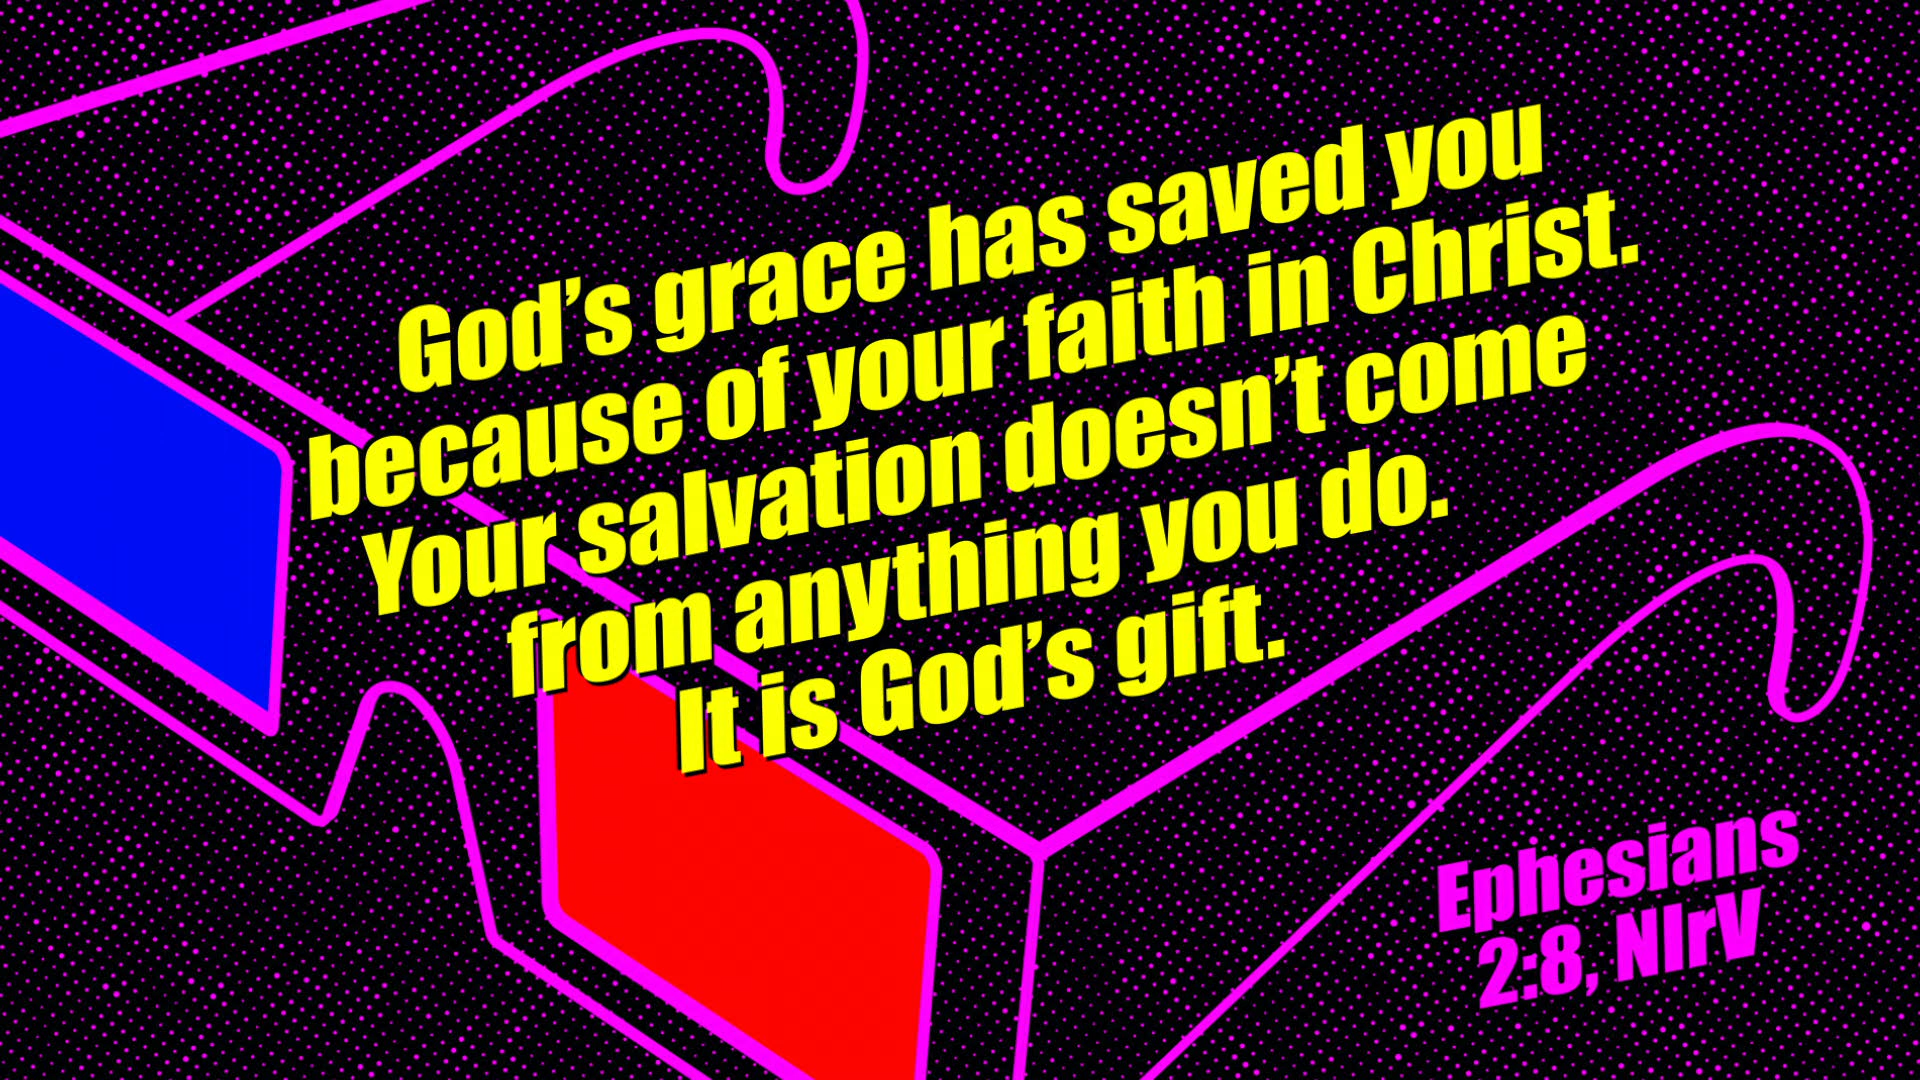 God’s grace has saved you
because of your faith in Christ.
Your salvation doesn’t come
from anything you do.
It is God’s gift.
Ephesians
2:8, NIrV